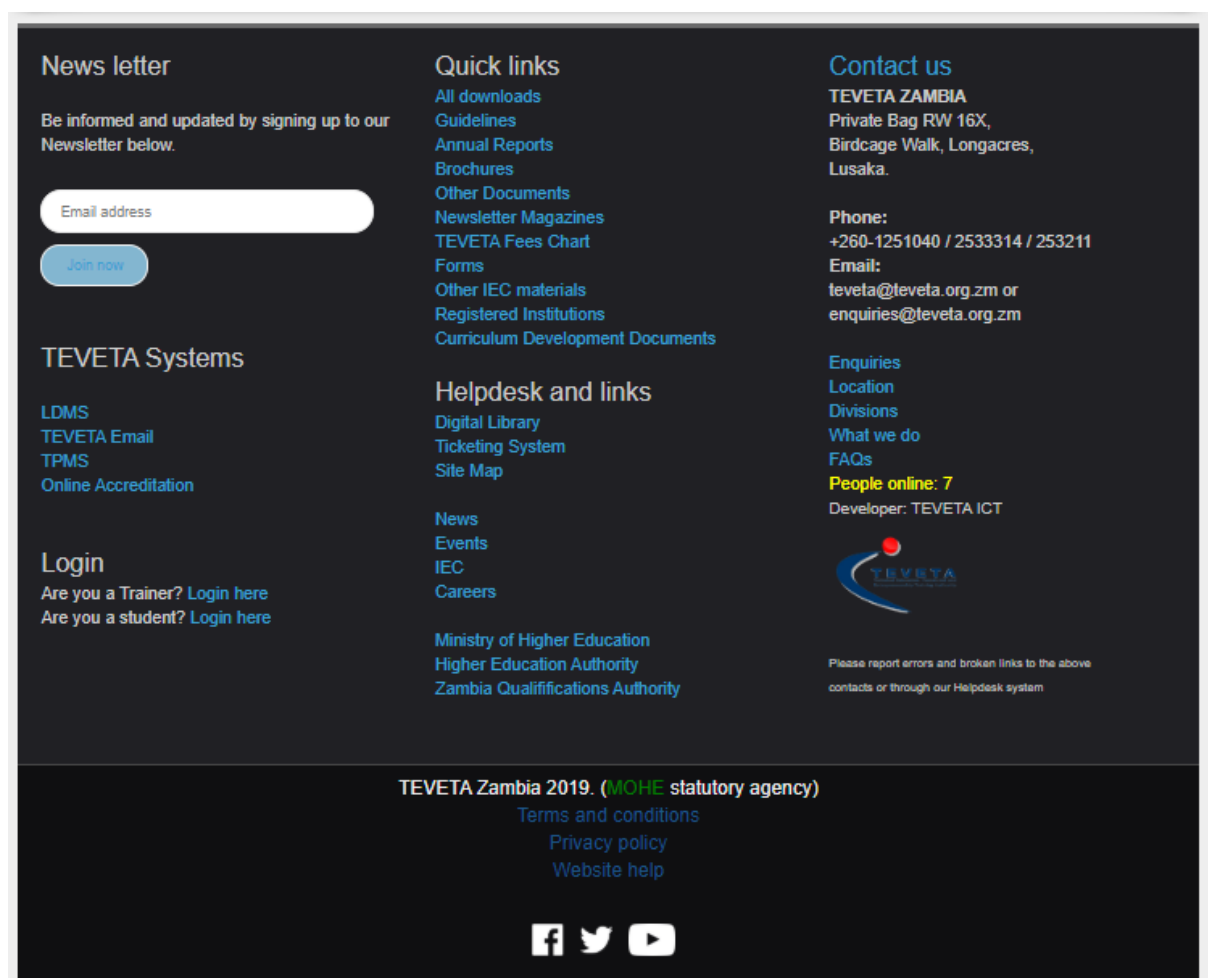 News letter
Be informed and updated by signing up to our
Newsletter below.
Email address
Join now
TEVETA Systems
LDMS
TEVETA Email
TPMS
Online Accreditation
Login
Are you a Trainer? Login here
Are you a student? Login here
Quick links
All downloads
Guidelines
Annual Reports
Brochures
Other Documents
Newsletter Magazines
TEVETA Fees Chart
Forms
Other IEC materials
Registered Institutions
Curriculum Development Documents
Helpdesk and links
Digital Library
Ticketing System
Site Map
News
Events
IEC
Careers
Ministry of Higher Education
Higher Education Authority
Zambia Qualififications Authority
Contact us
TEVETA ZAMBIA
Private Bag RW 16X,
Birdcage Walk, Longacres,
Lusaka.
Phone:
+260-1251040 / 2533314 / 253211
Email:
teveta@teveta.org.zm or
enquiries@teveta.org.zm
Enquiries
Location
Divisions
What we do
FAQs
People online: 7
Developer: TEVETA ICT
TEVETA
Please report errors and broken links to the above
contacts or through our Helpdesk system
TEVETA Zambia 2019. (MOHE statutory agency)
Terms and conditions
Privacy policy
Website help